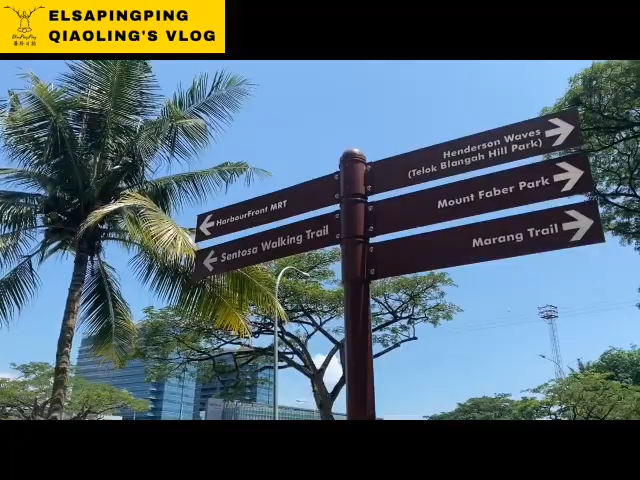 ELSAPINGPING
QIAOLING'S VLOG
HarbourFront MRT
Sentosa Walking Trail
Henderson Waves
(Telok Blangah Hill Park)
Mount Faber Park
Marang Trail